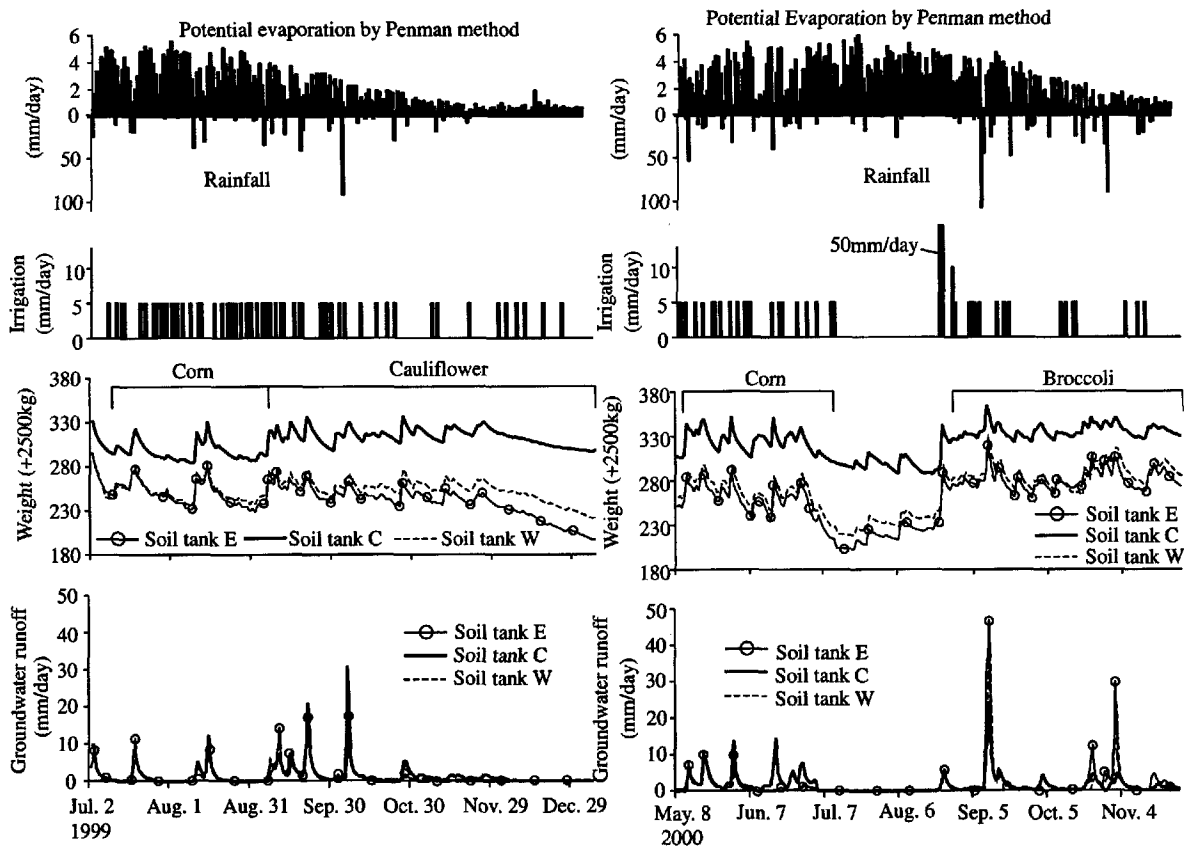 Potential evaporation by Penman method
6
4
2
0
50
100
(mm/day)
Rainfall
Irrigation
(mm/day)
10
5
0
Corn
Cauliflower
Weight (+2500kg)
380
330
280
230
180
Soil tank E
Soil tank C
Soil tank W
Groundwater runoff
(mm/day)
50
40
30
20
10
0
Soil tank E
Soil tank C
Soil tank W
Jul. 2
Aug. 1
Aug. 31
Sep. 30
Oct. 30
Nov. 29
Dec. 29
1999
Potential Evaporation by Penman method
6
4
2
0
50
100
(mm/day)
Rainfall
50mm/day
Irrigation
(mm/day)
10
5
0
Corn
Broccoli
Weight (+2500kg)
380
330
280
230
180
Soil tank E
Soil tank C
Soil tank W
Groundwater runoff
(mm/day)
50
40
30
20
10
0
Soil tank E
Soil tank C
Soil tank W
May. 8
Jun. 7
Jul. 7
Aug. 6
Sep. 5
Oct. 5
Nov. 4
2000